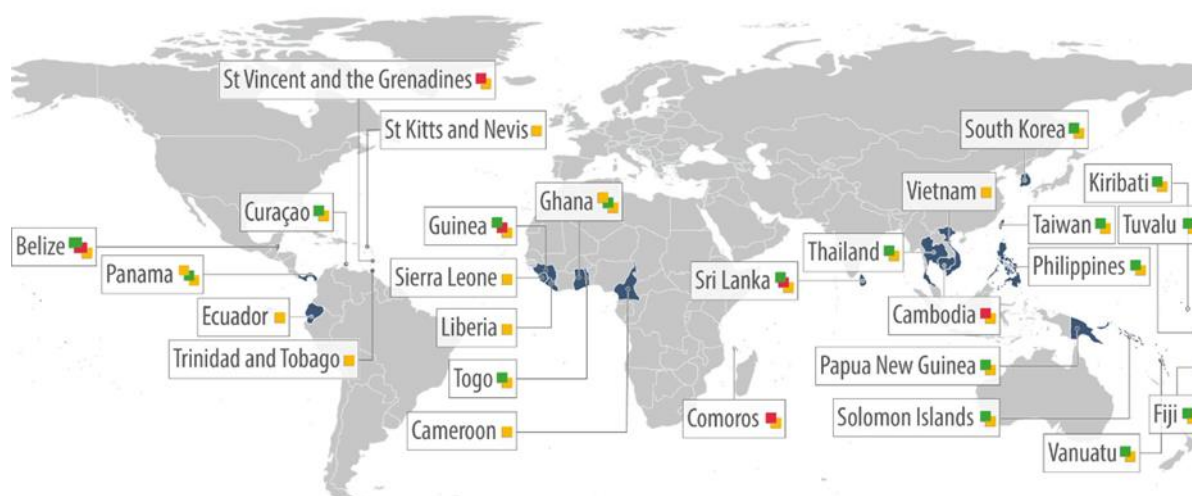 St Vincent and the Grenadines
St Kitts and Nevis
South Korea
Vietnam
Kiribati
Ghana
Curaçao
Guinea
Taiwan
Tuvalu
Belize
Thailand
Panama
Sierra Leone
Sri Lanka
Philippines
Ecuador
Liberia
Cambodia
Trinidad and Tobago
Togo
Papua New Guinea
Cameroon
Comoros
Solomon Islands
Fiji
Vanuatu